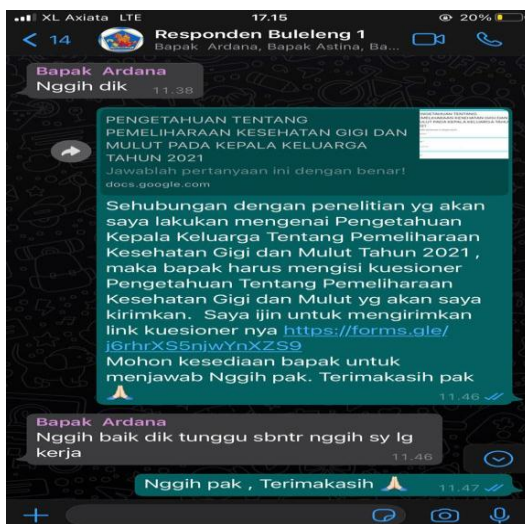 XL Axiata LTE 17.15 20%
14 Responden Buleleng 1
Bapak Ardana, Bapak Astina, Ba...
Bapak Ardana
Nggih dik 11.38
PENGETAHUAN TENTANG
PEMELIHARAAN KESEHATAN GIGI DAN
MULUT PADA KEPALA KELUARGA
TAHUN 2021
Jawablah pertanyaan ini dengan benar!
docs.google.com
Sehubungan dengan penelitian yg akan
saya lakukan mengenai Pengetahuan
Kepala Keluarga Tentang Pemeliharaan
Kesehatan Gigi dan Mulut Tahun 2021 ,
maka bapak harus mengisi kuesioner
Pengetahuan Tentang Pemeliharaan
Kesehatan Gigi dan Mulut yg akan saya
kirimkan. Saya ijin untuk mengirimkan
link kuesioner nya https://forms.gle/
j6rhrXS5njwYnXZS9
Mohon kesediaan bapak untuk
menjawab Nggih pak. Terimakasih pak
🙏🏻 11.46
Bapak Ardana
Nggih baik dik tunggu sbntr nggih sy lg
kerja 11.46
Nggih pak , Terimakasih 🙏🏻 11.47